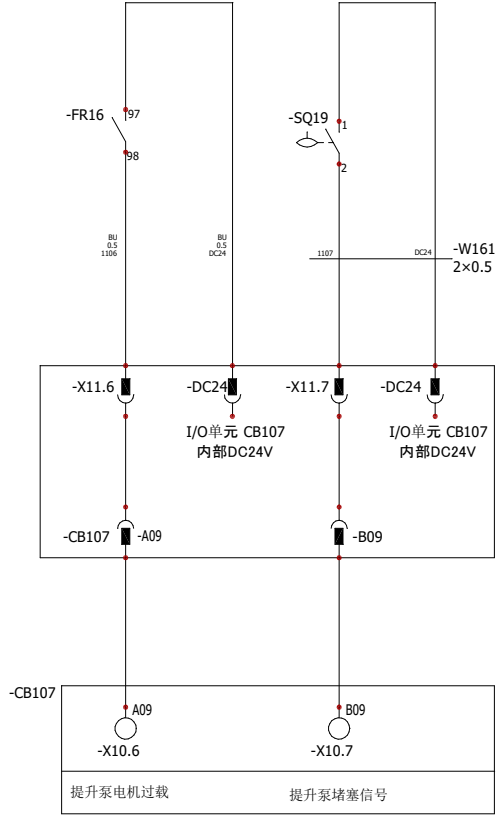 -FR16
97
98
-SQ19
1
2
BU
0.5
1106
BU
0.5
DC24
1107
DC24
-W161
2×0.5
-X11.6
-DC24
-X11.7
-DC24
I/O单元 CB107
内部DC24V
I/O单元 CB107
内部DC24V
-CB107
-A09
-B09
-CB107
A09
B09
-X10.6
-X10.7
提升泵电机过载
提升泵堵塞信号